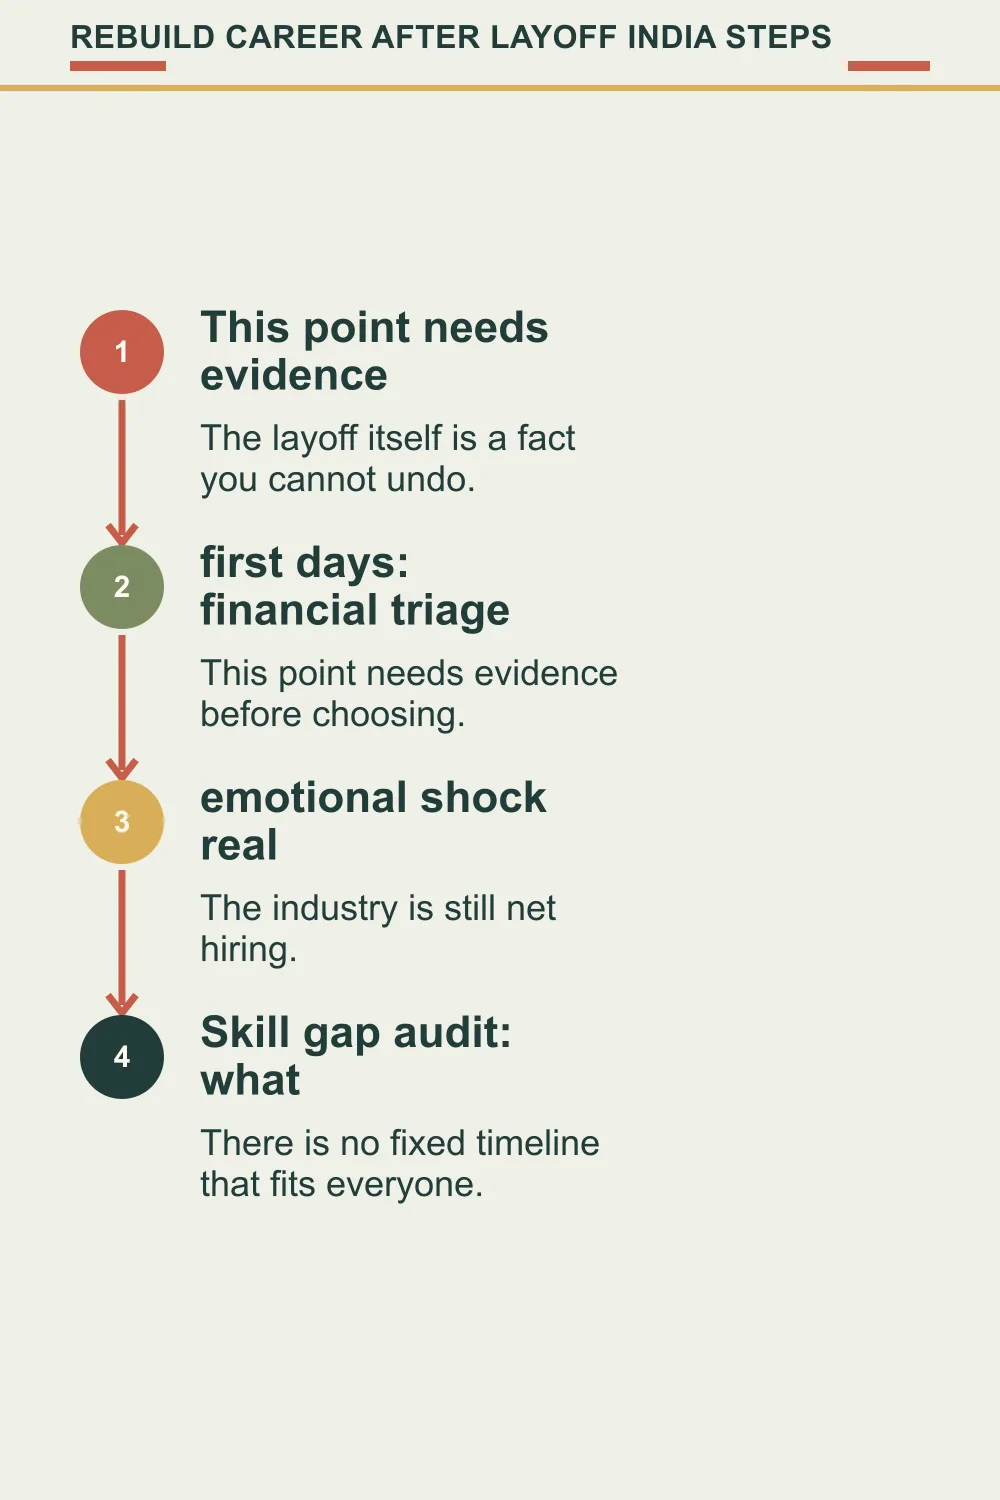 REBUILD CAREER AFTER LAYOFF INDIA STEPS
1
This point needs
evidence
The layoff itself is a fact
you cannot undo.
2
first days:
financial triage
This point needs evidence
before choosing.
3
emotional shock
real
The industry is still net
hiring.
4
Skill gap audit:
what
There is no fixed timeline
that fits everyone.